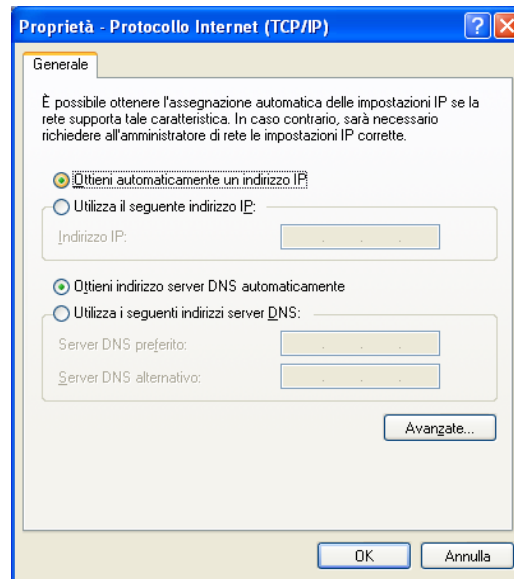 Proprietà - Protocollo Internet (TCP/IP)
Generale
È possibile ottenere l'assegnazione automatica delle impostazioni IP se la
rete supporta tale caratteristica. In caso contrario, sarà necessario
richiedere all'amministratore di rete le impostazioni IP corrette.
Ottieni automaticamente un indirizzo IP
Utilizza il seguente indirizzo IP:
Indirizzo IP:
Ottieni indirizzo server DNS automaticamente
Utilizza i seguenti indirizzi server DNS:
Server DNS preferito:
Server DNS alternativo:
Avanzate...
OK Annulla